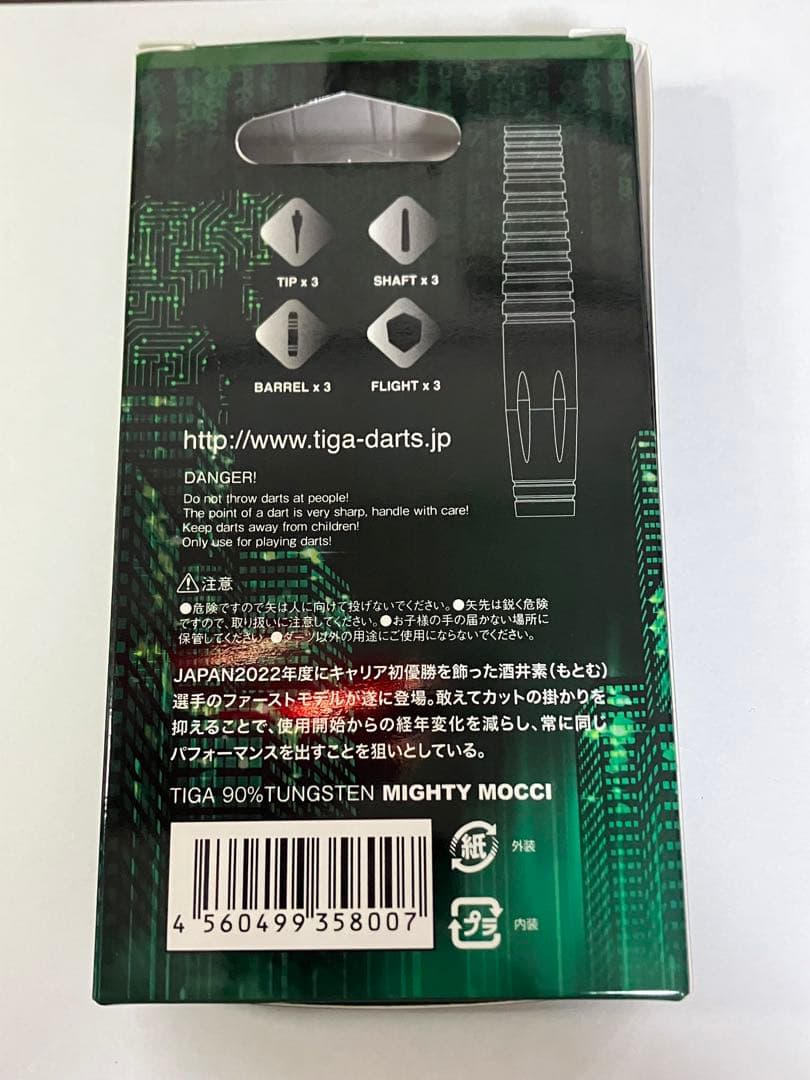 TIP x 3
SHAFT x 3
BARREL x 3
FLIGHT x 3
http://www.tiga-darts.jp
DANGER!
Do not throw darts at people!
The point of a dart is very sharp, handle with care!
Keep darts away from children!
Only use for playing darts!
注意
●危険ですので矢は人に向けて投げないでください。●矢先は鋭く危険
ですので、取り扱いに注意してください。●お子様の手の届かない場所に
保管してください。●ダーツ以外の用途にご使用にならないでください。
JAPAN2022年度にキャリア初優勝を飾った酒井素(もとむ)
選手のファーストモデルが遂に登場。敢えてカットの掛かりを
抑えることで、使用開始からの経年変化を減らし、常に同じ
パフォーマンスを出すことを狙いとしている。
TIGA 90%TUNGSTEN MIGHTY MOCCI
紙 外装
4 560499 358007
プラ 内装